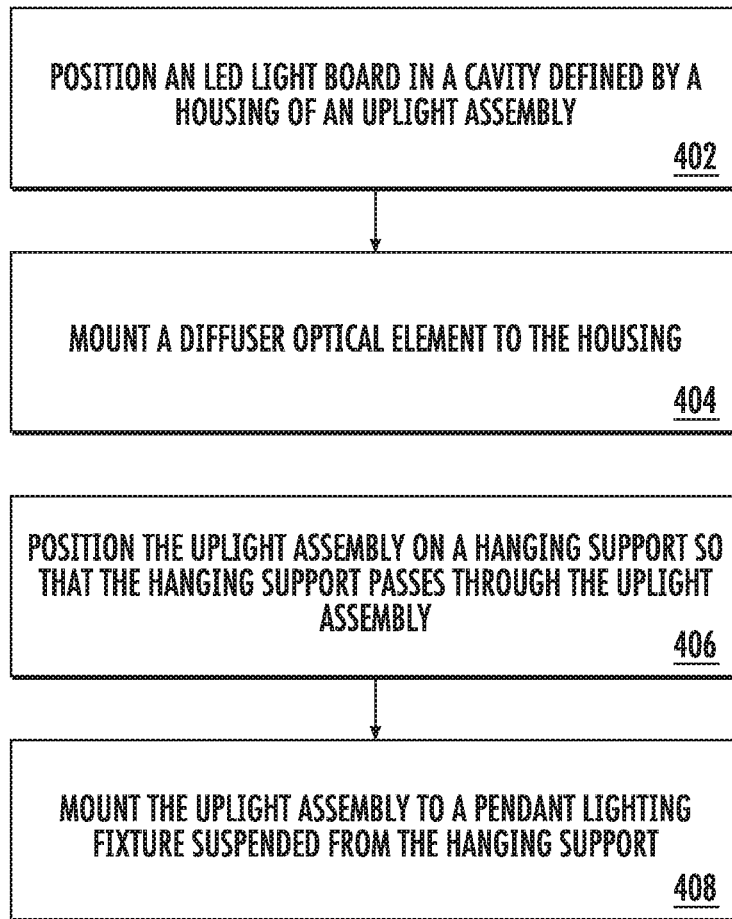 POSITION AN LED LIGHT BOARD IN A CAVITY DEFINED BY A
HOUSING OF AN UPLIGHT ASSEMBLY
402
MOUNT A DIFFUSER OPTICAL ELEMENT TO THE HOUSING
404
POSITION THE UPLIGHT ASSEMBLY ON A HANGING SUPPORT SO
THAT THE HANGING SUPPORT PASSES THROUGH THE UPLIGHT
ASSEMBLY
406
MOUNT THE UPLIGHT ASSEMBLY TO A PENDANT LIGHTING
FIXTURE SUSPENDED FROM THE HANGING SUPPORT
408